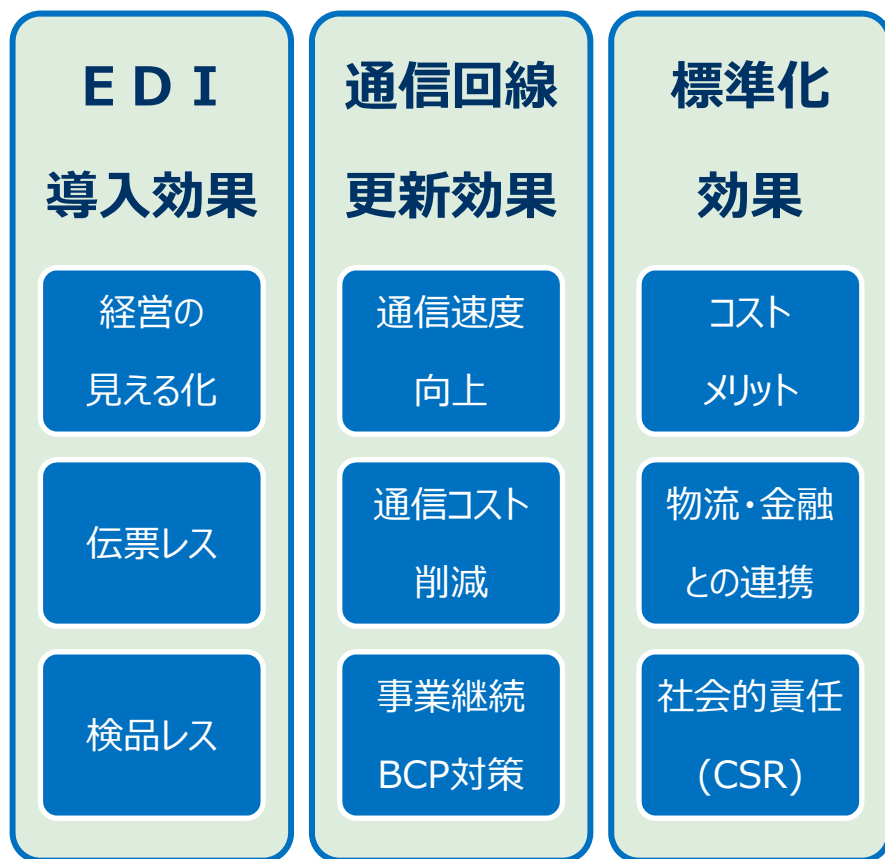 ＥＤＩ
導入効果
経営の
見える化
伝票レス
検品レス
通信回線
更新効果
通信速度
向上
通信コスト
削減
事業継続
BCP対策
標準化
効果
コスト
メリット
物流・金融
との連携
社会的責任
(CSR)